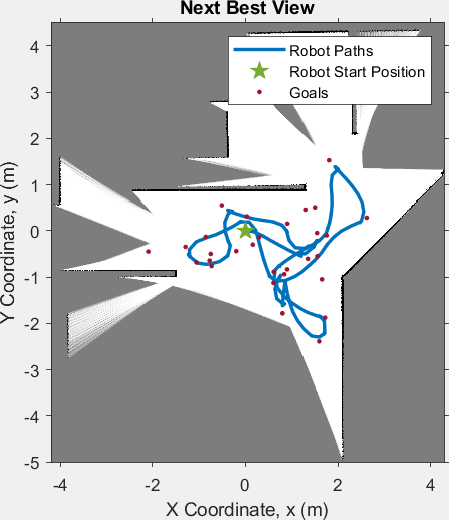 Next Best View
Robot Paths
Robot Start Position
Goals
4
3
2
1
0
-1
-2
-3
-4
-5
Y Coordinate, y (m)
-4 -2 0 2 4
X Coordinate, x (m)